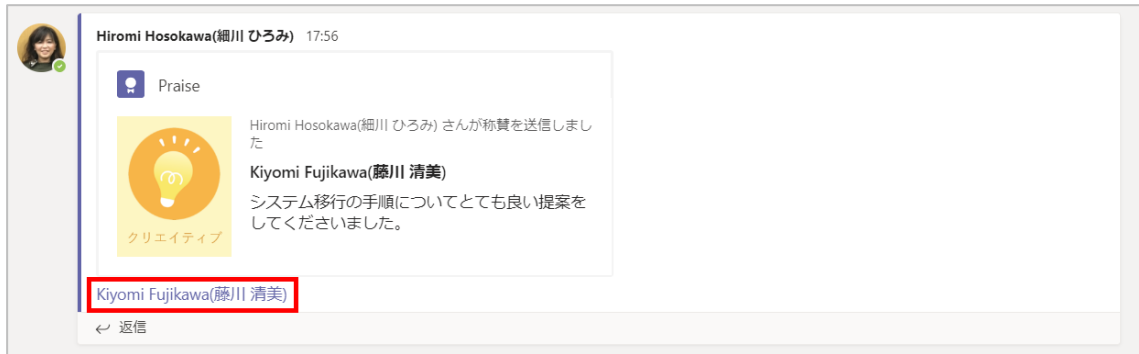 Hiromi Hosokawa(細川 ひろみ) 17:56
Praise
Hiromi Hosokawa(細川 ひろみ) さんが称賛を送信しまし
た
Kiyomi Fujikawa(藤川 清美)
システム移行の手順についてとても良い提案を
してくださいました。
クリエイティブ
Kiyomi Fujikawa(藤川 清美)
返信